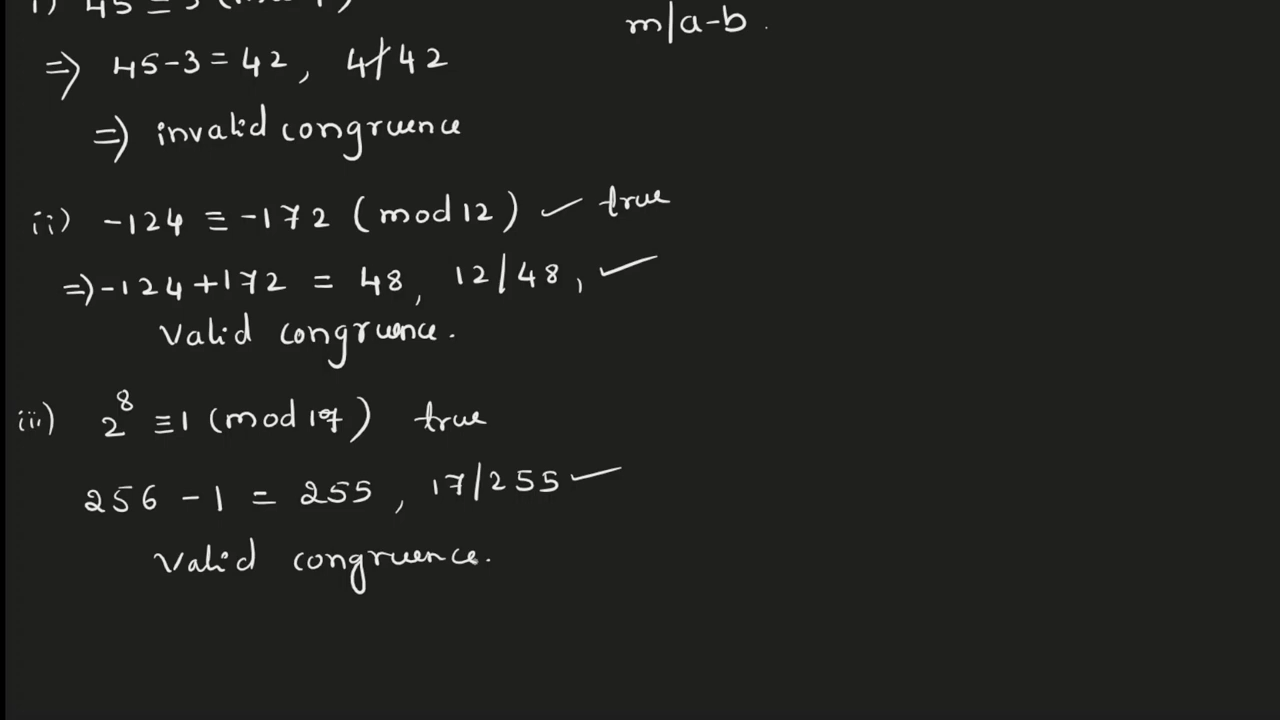 m|a-b.
=> 45-3=42, 4∤42
=> invalid congruence
ii) -124 ≡ -172 (mod 12) ✓ true
=> -124+172 = 48, 12/48, ✓
Valid congruence.
iii) 2^8 ≡ 1 (mod 17) true
256 - 1 = 255, 17/255 ✓
Valid congruence.